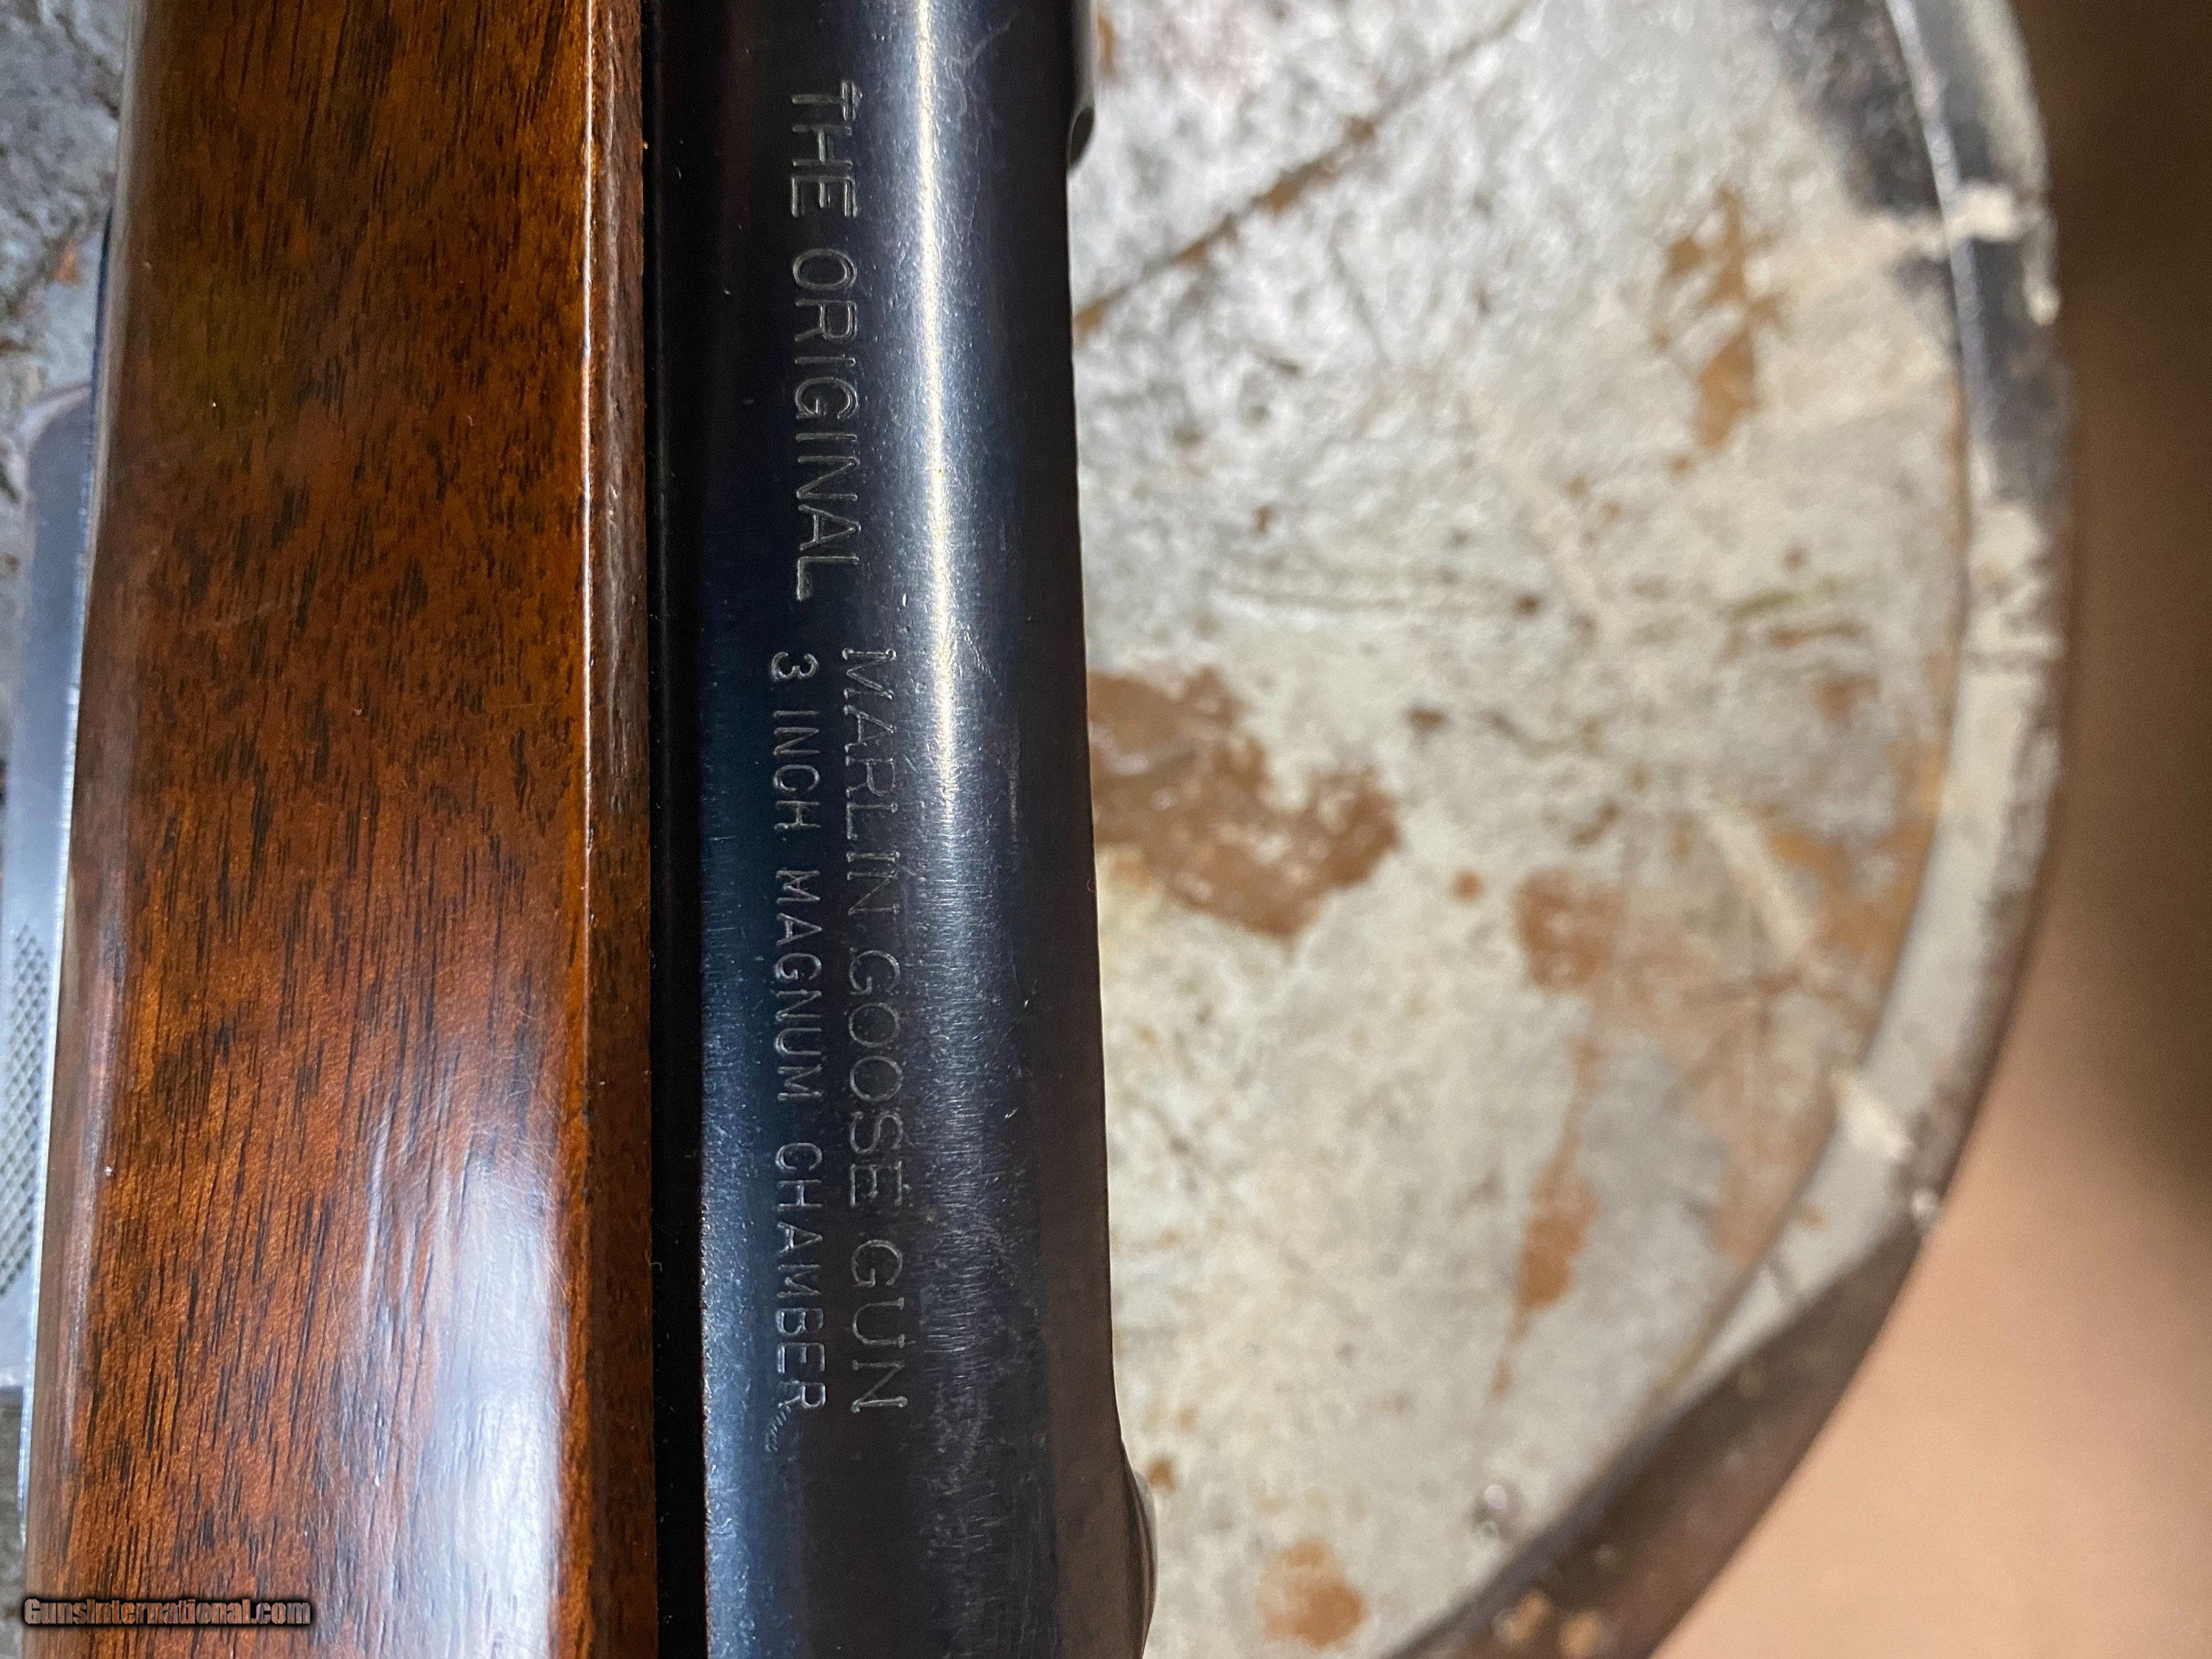 THE ORIGINAL
MARLIN GOOSE GUN
3 INCH MAGNUM CHAMBER
GunsInternational.com